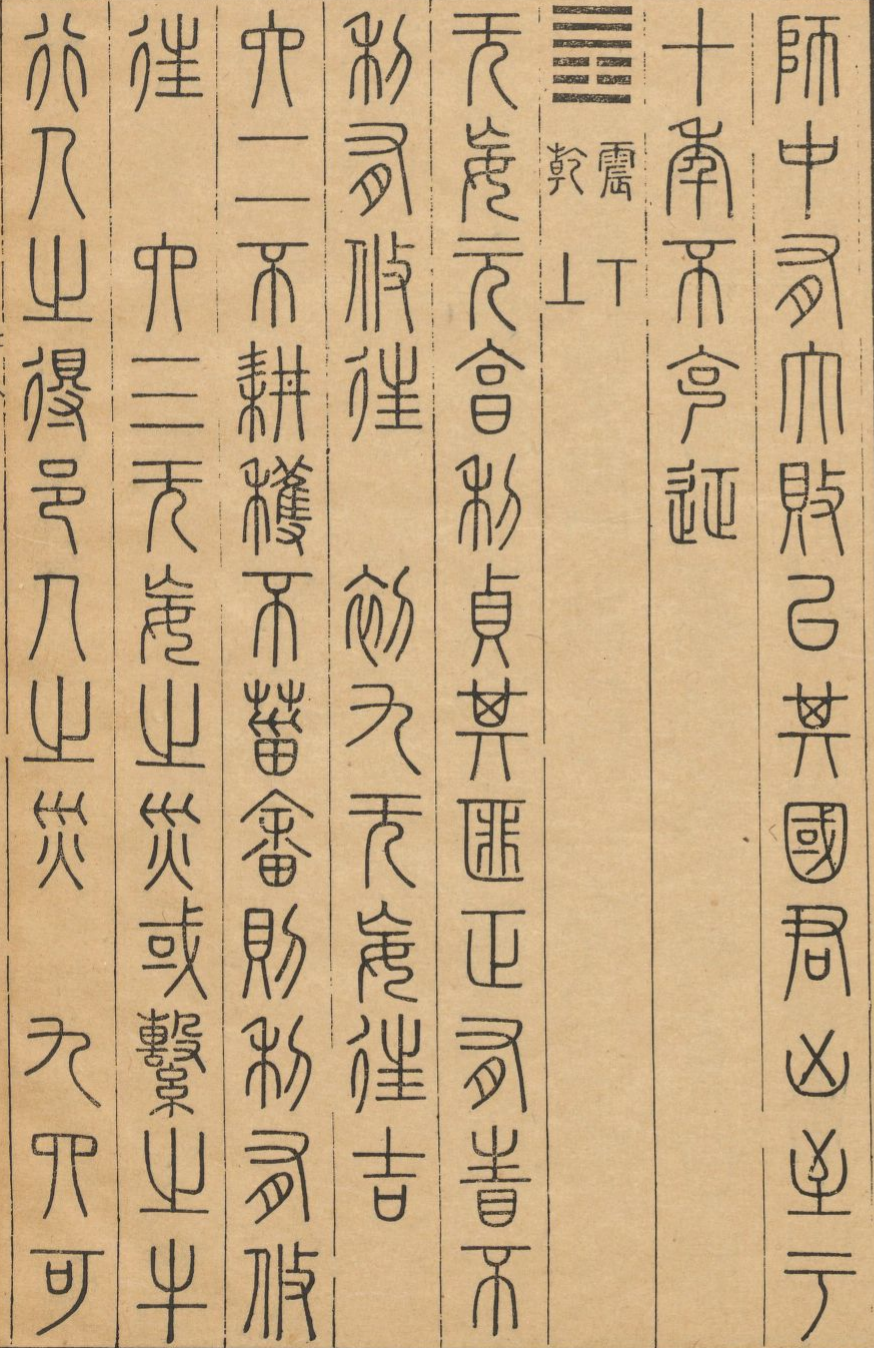 師中有大敗以其國君凶至于
十年不克征
䷘ 震下 乾上
无妄元亨利貞其匪正有眚不
利有攸往 初九无妄往吉
六二不耕穫不菑畬則利有攸
往 六三无妄之災或繫之牛
行人之得邑人之災 九四可